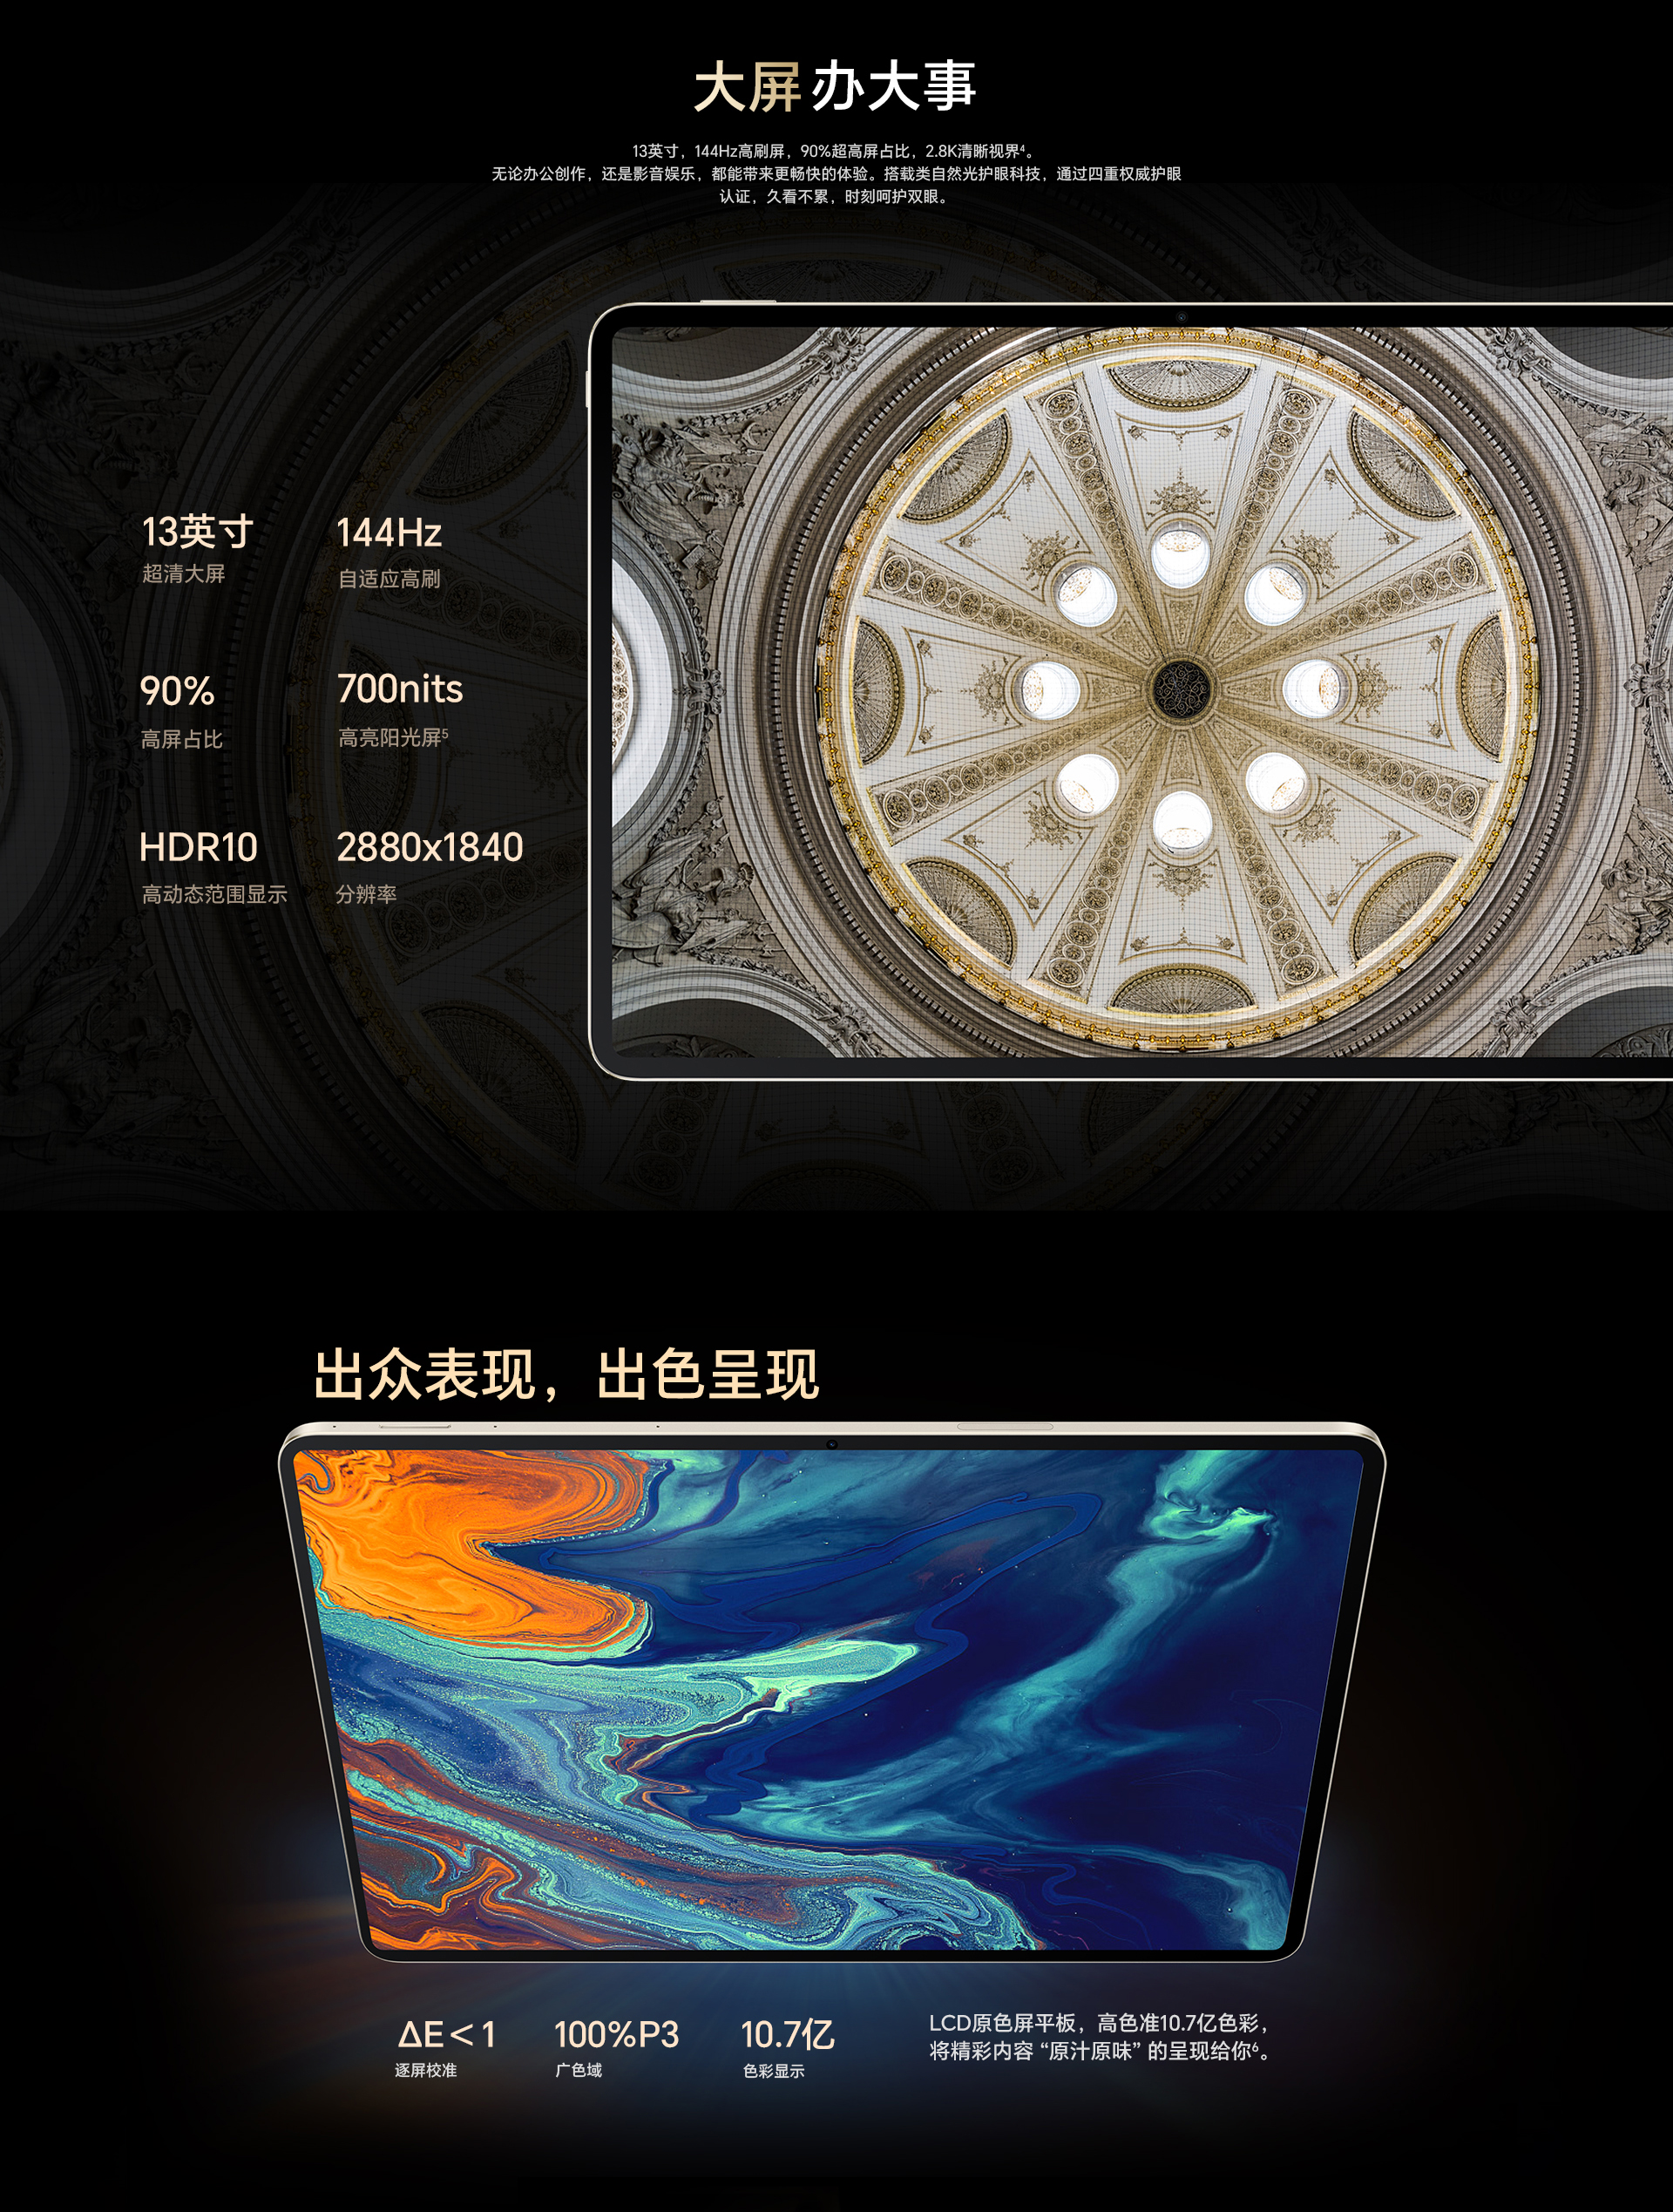 大屏办大事
13英寸，144Hz高刷屏，90%超高屏占比，2.8K清晰视界⁴。
无论办公创作，还是影音娱乐，都能带来更畅快的体验。搭载类自然光护眼科技，通过四重权威护眼
认证，久看不累，时刻呵护双眼。
13英寸
超清大屏
144Hz
自适应高刷
90%
高屏占比
700nits
高亮阳光屏⁵
HDR10
高动态范围显示
2880x1840
分辨率
出众表现，出色呈现
ΔE＜1
逐屏校准
100%P3
广色域
10.7亿
色彩显示
LCD原色屏平板，高色准10.7亿色彩，
将精彩内容“原汁原味”的呈现给你⁶。